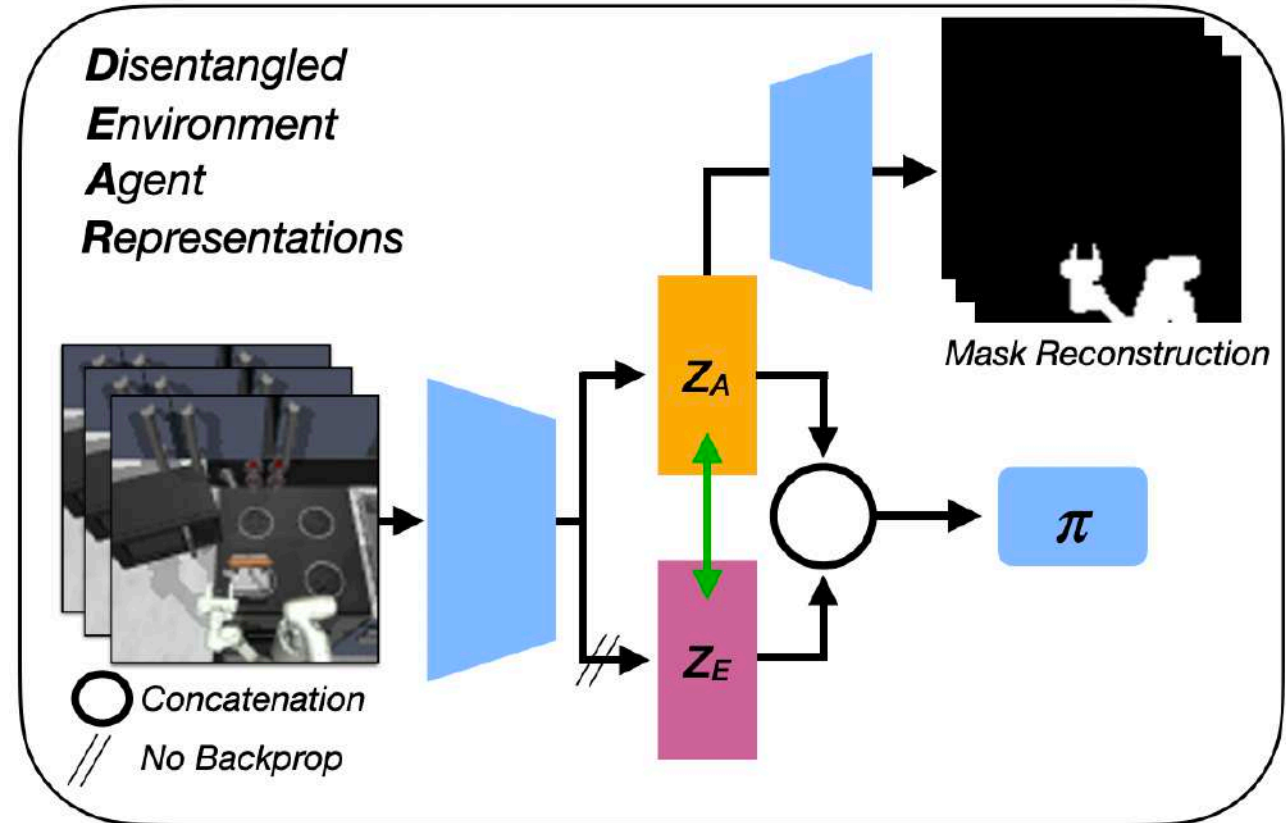 Disentangled
Environment
Agent
Representations
Mask Reconstruction
Z_A
π
Z_E
Concatenation
No Backprop